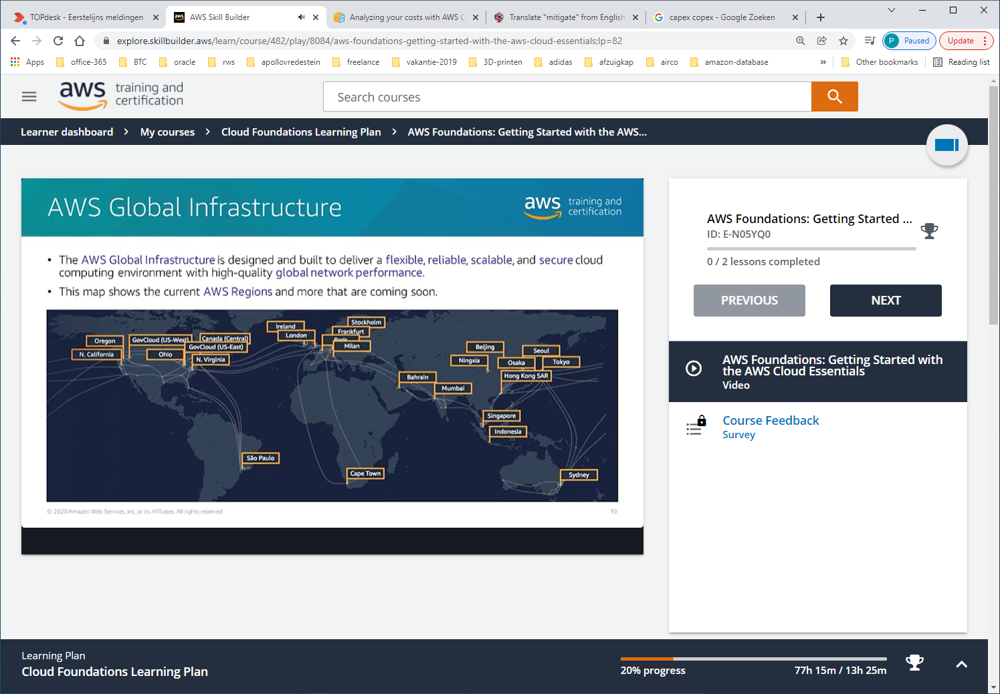 TOPdesk - Eerstelijns meldingen
AWS Skill Builder
Analyzing your costs with AWS C
Translate "mitigate" from English
capex copex - Google Zoeken
explore.skillbuilder.aws/learn/course/482/play/8084/aws-foundations-getting-started-with-the-aws-cloud-essentials;lp=82
P Paused
Update
Apps
office-365
BTC
oracle
rws
apollovredestein
freelance
vakantie-2019
3D-printen
adidas
afzuigkap
airco
amazon-database
»
Other bookmarks
Reading list
aws training and certification
Search courses
Learner dashboard > My courses > Cloud Foundations Learning Plan > AWS Foundations: Getting Started with the AWS...
AWS Global Infrastructure
aws training and certification
• The AWS Global Infrastructure is designed and built to deliver a flexible, reliable, scalable, and secure cloud
computing environment with high-quality global network performance.
• This map shows the current AWS Regions and more that are coming soon.
Oregon
N. California
GovCloud (US-West)
Ohio
Canada (Central)
GovCloud (US-East)
N. Virginia
Ireland
London
Stockholm
Frankfurt
Paris
Milan
Bahrain
Mumbai
Beijing
Ningxia
Seoul
Osaka
Tokyo
Hong Kong SAR
Singapore
Indonesia
São Paulo
Cape Town
Sydney
© 2020 Amazon Web Services, Inc. or its Affiliates. All rights reserved.
10
AWS Foundations: Getting Started ...
ID: E-N05YQ0
0 / 2 lessons completed
PREVIOUS
NEXT
AWS Foundations: Getting Started with
the AWS Cloud Essentials
Video
Course Feedback
Survey
Learning Plan
Cloud Foundations Learning Plan
20% progress
77h 15m / 13h 25m